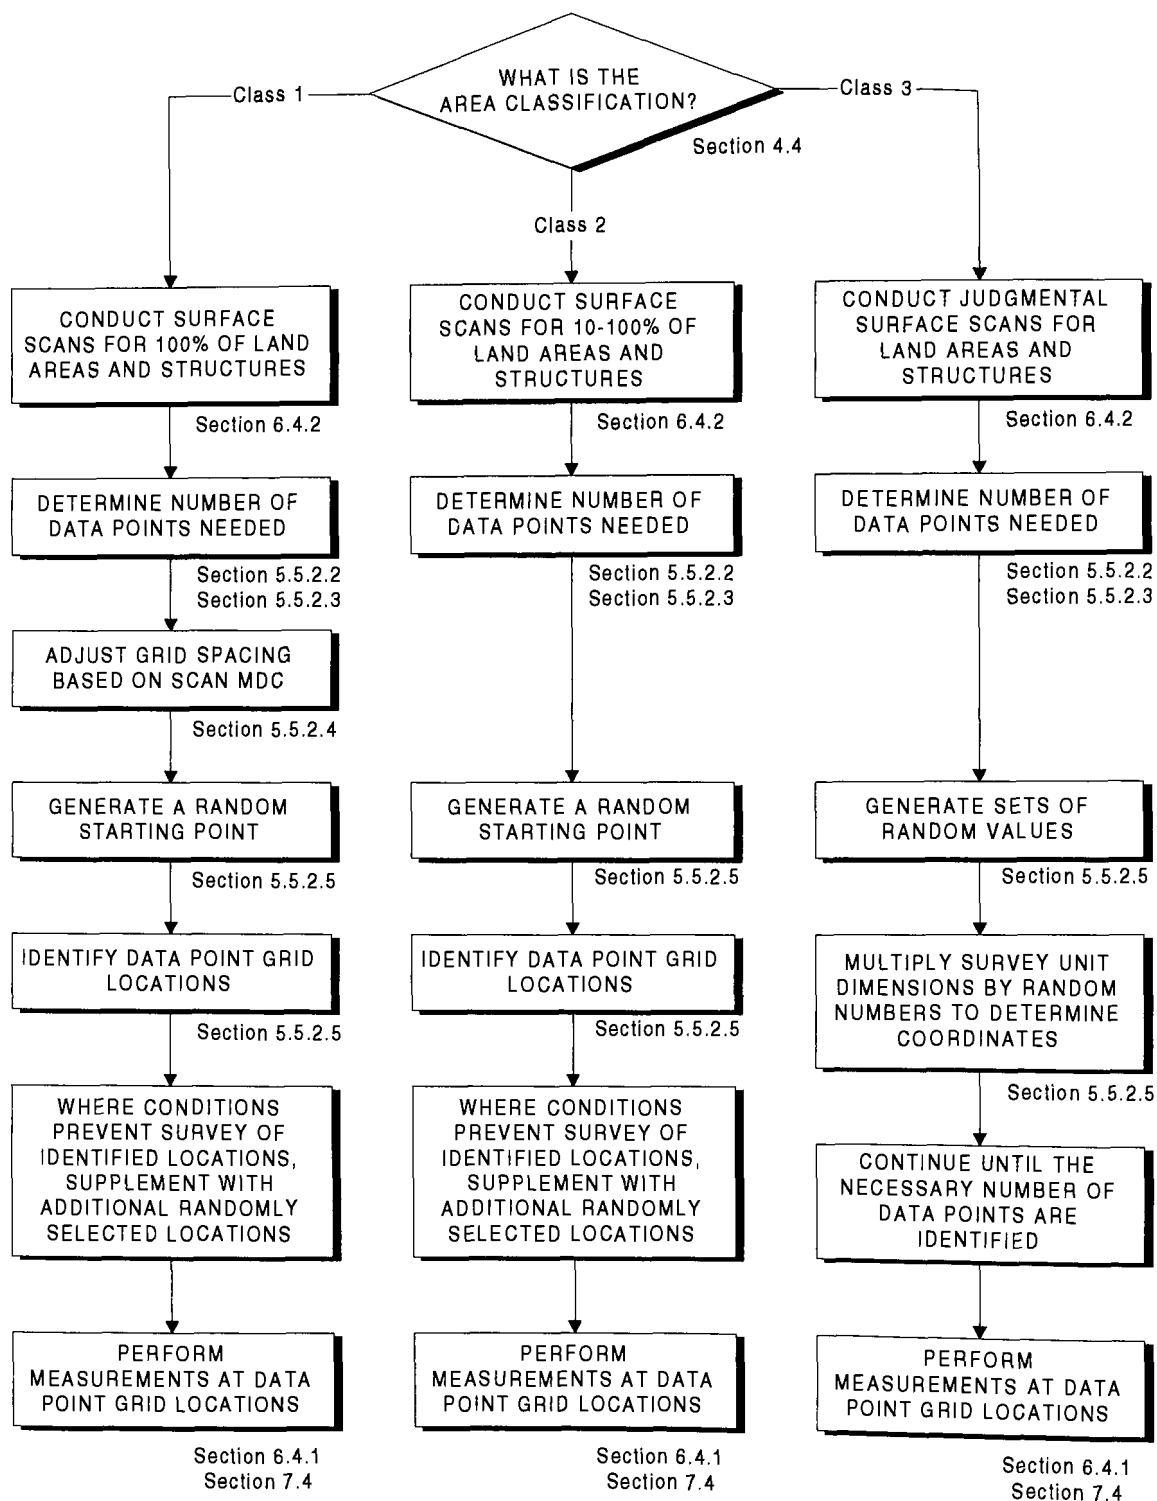 WHAT IS THE
AREA CLASSIFICATION?
Class 1
Class 3
Section 4.4
Class 2
CONDUCT SURFACE
SCANS FOR 100% OF LAND
AREAS AND STRUCTURES
Section 6.4.2
DETERMINE NUMBER OF
DATA POINTS NEEDED
Section 5.5.2.2
Section 5.5.2.3
ADJUST GRID SPACING
BASED ON SCAN MDC
Section 5.5.2.4
GENERATE A RANDOM
STARTING POINT
Section 5.5.2.5
IDENTIFY DATA POINT GRID
LOCATIONS
Section 5.5.2.5
WHERE CONDITIONS
PREVENT SURVEY OF
IDENTIFIED LOCATIONS,
SUPPLEMENT WITH
ADDITIONAL RANDOMLY
SELECTED LOCATIONS
PERFORM
MEASUREMENTS AT DATA
POINT GRID LOCATIONS
Section 6.4.1
Section 7.4
CONDUCT SURFACE
SCANS FOR 10-100% OF
LAND AREAS AND
STRUCTURES
Section 6.4.2
DETERMINE NUMBER OF
DATA POINTS NEEDED
Section 5.5.2.2
Section 5.5.2.3
GENERATE A RANDOM
STARTING POINT
Section 5.5.2.5
IDENTIFY DATA POINT GRID
LOCATIONS
Section 5.5.2.5
WHERE CONDITIONS
PREVENT SURVEY OF
IDENTIFIED LOCATIONS,
SUPPLEMENT WITH
ADDITIONAL RANDOMLY
SELECTED LOCATIONS
PERFORM
MEASUREMENTS AT DATA
POINT GRID LOCATIONS
Section 6.4.1
Section 7.4
CONDUCT JUDGMENTAL
SURFACE SCANS FOR
LAND AREAS AND
STRUCTURES
Section 6.4.2
DETERMINE NUMBER OF
DATA POINTS NEEDED
Section 5.5.2.2
Section 5.5.2.3
GENERATE SETS OF
RANDOM VALUES
Section 5.5.2.5
MULTIPLY SURVEY UNIT
DIMENSIONS BY RANDOM
NUMBERS TO DETERMINE
COORDINATES
Section 5.5.2.5
CONTINUE UNTIL THE
NECESSARY NUMBER OF
DATA POINTS ARE
IDENTIFIED
PERFORM
MEASUREMENTS AT DATA
POINT GRID LOCATIONS
Section 6.4.1
Section 7.4